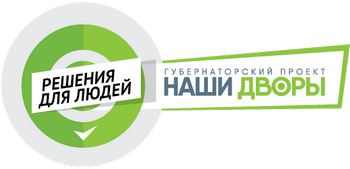 РЕШЕНИЯ
ДЛЯ ЛЮДЕЙ
ГУБЕРНАТОРСКИЙ ПРОЕКТ
НАШИ ДВОРЫ